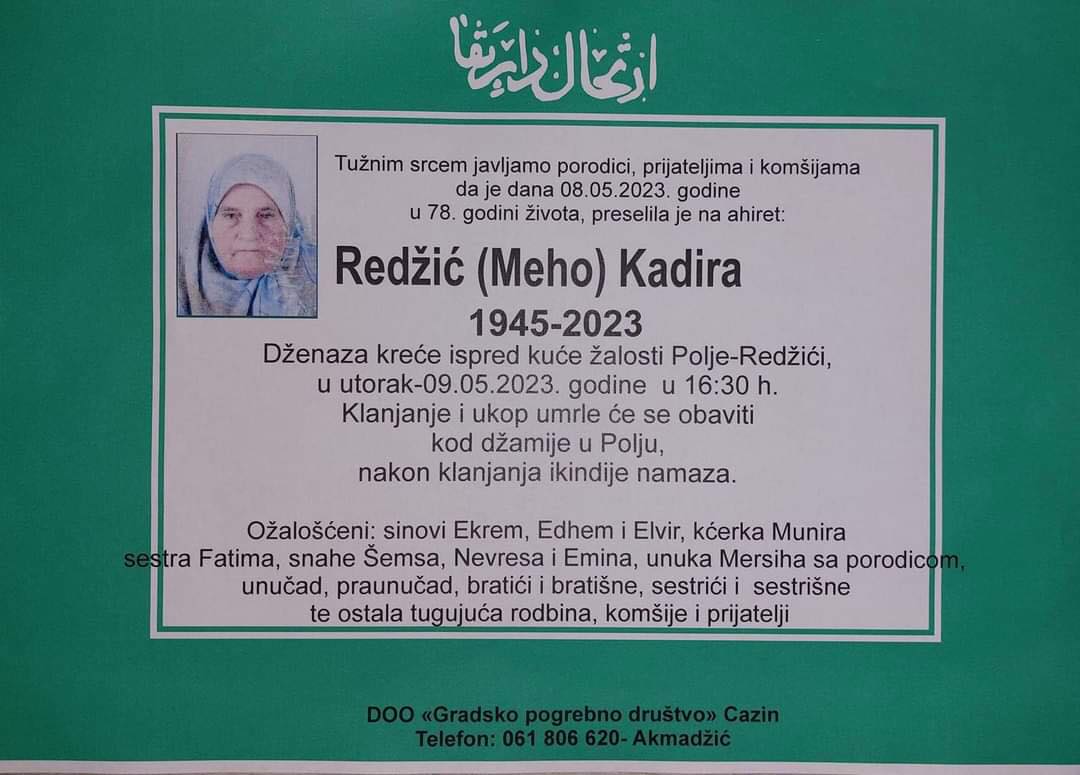 ارتحال دار بقا
Tužnim srcem javljamo porodici, prijateljima i komšijama
da je dana 08.05.2023. godine
u 78. godini života, preselila je na ahiret:
Redžić (Meho) Kadira
1945-2023
Dženaza kreće ispred kuće žalosti Polje-Redžići,
u utorak-09.05.2023. godine u 16:30 h.
Klanjanje i ukop umrle će se obaviti
kod džamije u Polju,
nakon klanjanja ikindije namaza.
Ožalošćeni: sinovi Ekrem, Edhem i Elvir, kćerka Munira
sestra Fatima, snahe Šemsa, Nevresa i Emina, unuka Mersiha sa porodicom,
unučad, praunučad, bratići i bratišne, sestrići i sestrišne
te ostala tugujuća rodbina, komšije i prijatelji
DOO «Gradsko pogrebno društvo» Cazin
Telefon: 061 806 620- Akmadžić